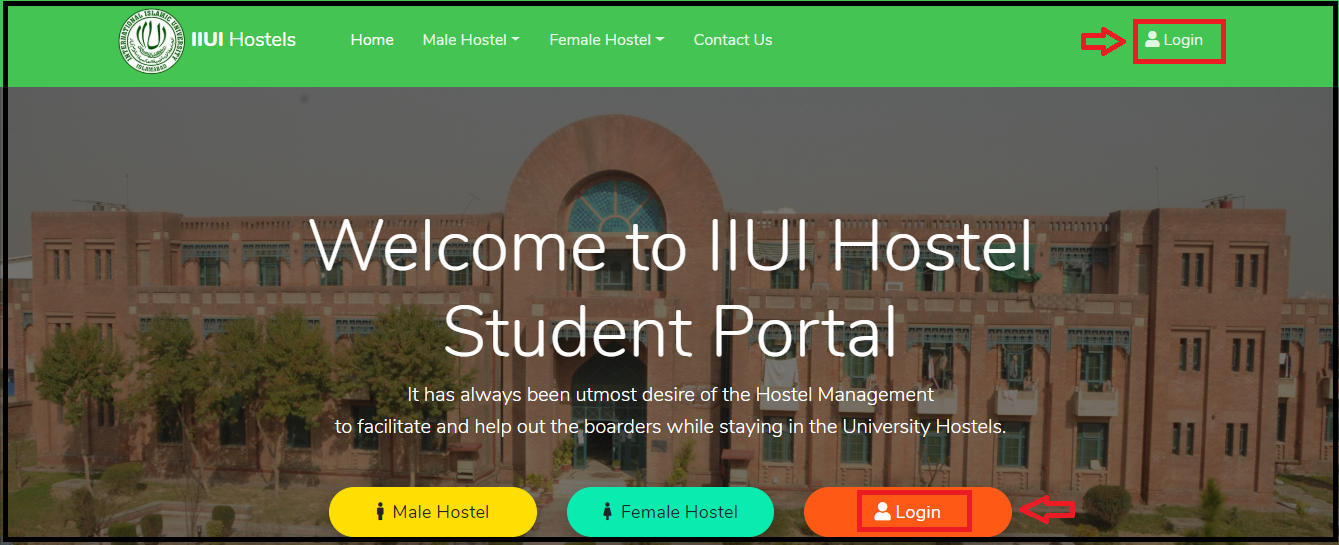 INTERNATIONAL ISLAMIC UNIVERSITY
ISLAMABAD
IIUI Hostels
Home
Male Hostel
Female Hostel
Contact Us
Login
Welcome to IIUI Hostel
Student Portal
It has always been utmost desire of the Hostel Management
to facilitate and help out the boarders while staying in the University Hostels.
Male Hostel
Female Hostel
Login